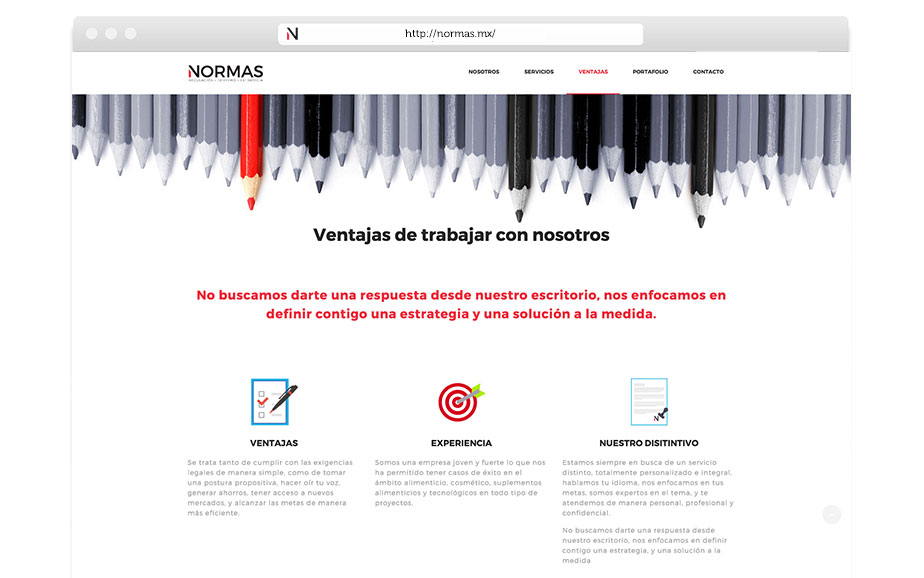 N
http://normas.mx/
NORMAS
NOSOTROS
SERVICIOS
VENTAJAS
PORTAFOLIO
CONTACTO
Ventajas de trabajar con nosotros
No buscamos darte una respuesta desde nuestro escritorio, nos enfocamos en
definir contigo una estrategia y una solución a la medida.
VENTAJAS
Se trata tanto de cumplir con las exigencias
legales de manera simple, como de tomar
una postura propositiva, hacer oír tu voz,
generar ahorros, tener acceso a nuevos
mercados, y alcanzar las metas de manera
más eficiente.
EXPERIENCIA
Somos una empresa joven y fuerte lo que nos
ha permitido tener casos de éxito en el
ámbito alimenticio, cosmético, suplementos
alimenticios y tecnológicos en todo tipo de
proyectos.
N
NUESTRO DISITINTIVO
Estamos siempre en busca de un servicio
distinto, totalmente personalizado e integral,
hablamos tu idioma, nos enfocamos en tus
metas, somos expertos en el tema, y te
atendemos de manera personal, profesional y
confidencial.
No buscamos darte una respuesta desde
nuestro escritorio, nos enfocamos en definir
contigo una estrategia, y una solución a la
medida